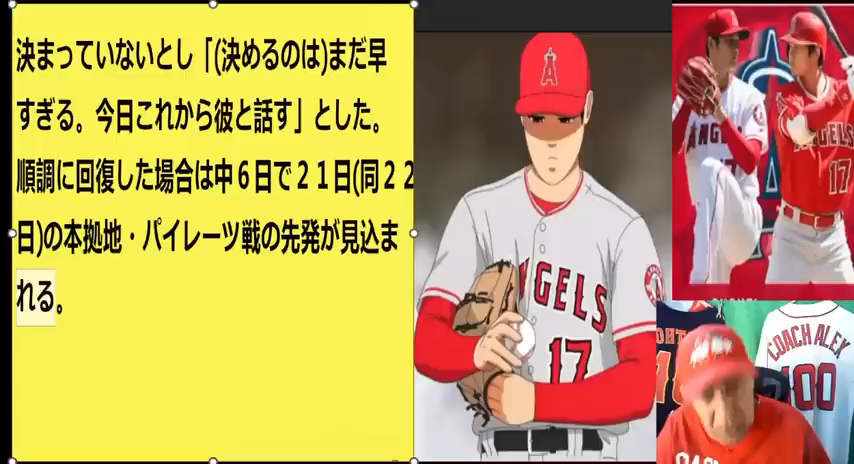 決まっていないとし「(決めるのは)まだ早
すぎる。今日これから彼と話す」とした。
順調に回復した場合は中６日で２１日(同２２
日)の本拠地・パイレーツ戦の先発が見込ま
れる。
A
ANGELS
17
ANGELS
17
ANGELS
17
COACH ALEX
100